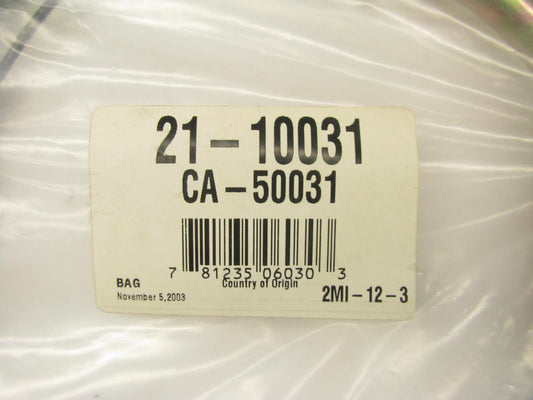 21-10031
CA-50031
7 81235 06030 3
Country of Origin
BAG
November 5,2003
2MI-12-3